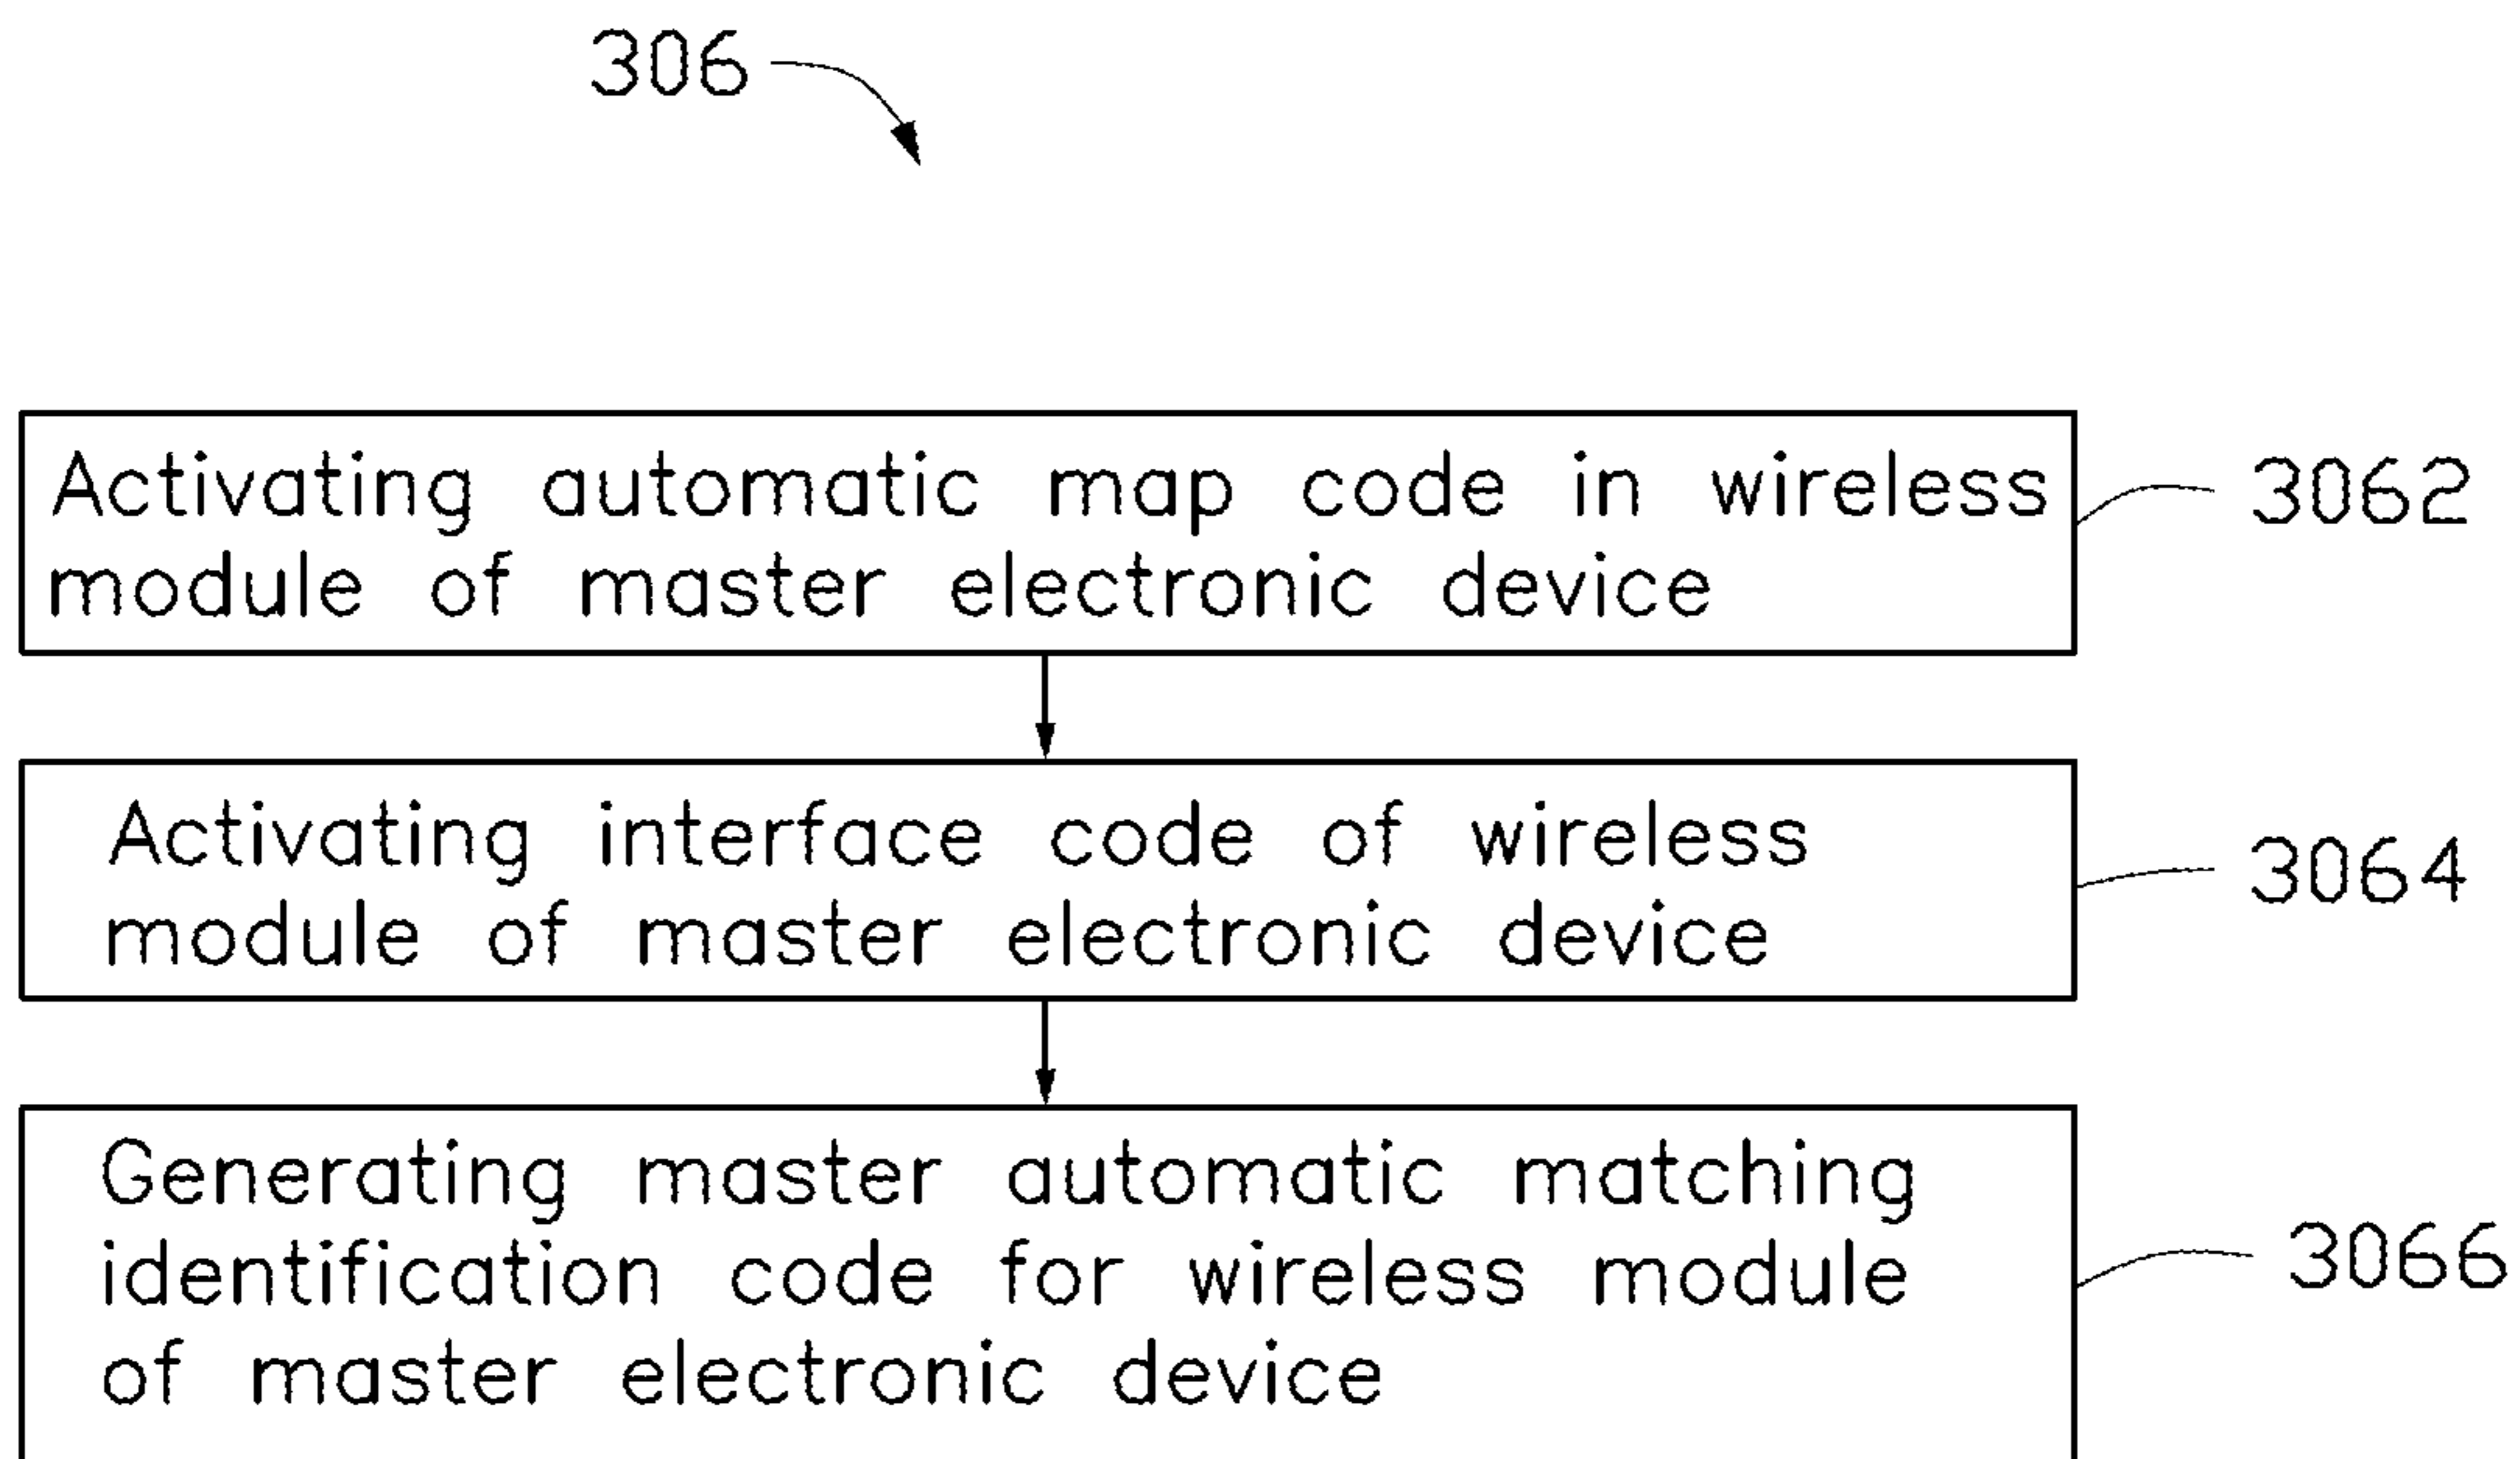 306
Activating automatic map code in wireless
module of master electronic device
3062
Activating interface code of wireless
module of master electronic device
3064
Generating master automatic matching
identification code for wireless module
of master electronic device
3066